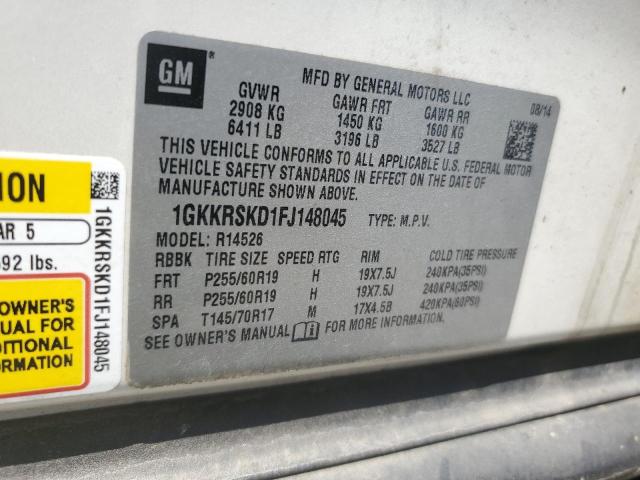 GM
MFD BY GENERAL MOTORS LLC
08/14
GVWR GAWR FRT GAWR RR
2908 KG 1450 KG 1600 KG
6411 LB 3196 LB 3527 LB
THIS VEHICLE CONFORMS TO ALL APPLICABLE U.S. FEDERAL MOTOR
VEHICLE SAFETY STANDARDS IN EFFECT ON THE DATE OF
MANUFACTURE SHOWN ABOVE.
1GKKRSKD1FJ148045 TYPE: M.P.V.
MODEL: R14526
RBBK TIRE SIZE SPEED RTG RIM COLD TIRE PRESSURE
FRT P255/60R19 H 19X7.5J 240KPA(35PSI)
RR P255/60R19 H 19X7.5J 240KPA(35PSI)
SPA T145/70R17 M 17X4.5B 420KPA(60PSI)
SEE OWNER'S MANUAL FOR MORE INFORMATION.
TION
AR 5
592 lbs.
OWNER'S
UAL FOR
DITIONAL
ORMATION
1GKKRSKD1FJ148045